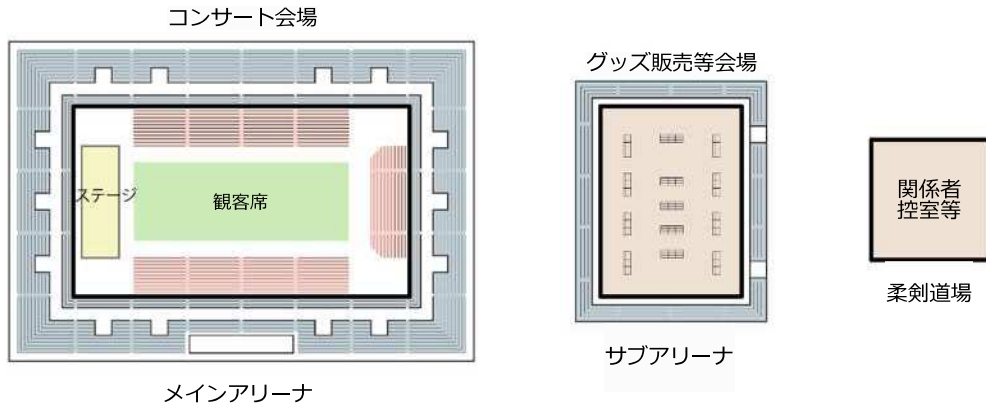 コンサート会場
グッズ販売等会場
ステージ
観客席
関係者
控室等
柔剣道場
サブアリーナ
メインアリーナ